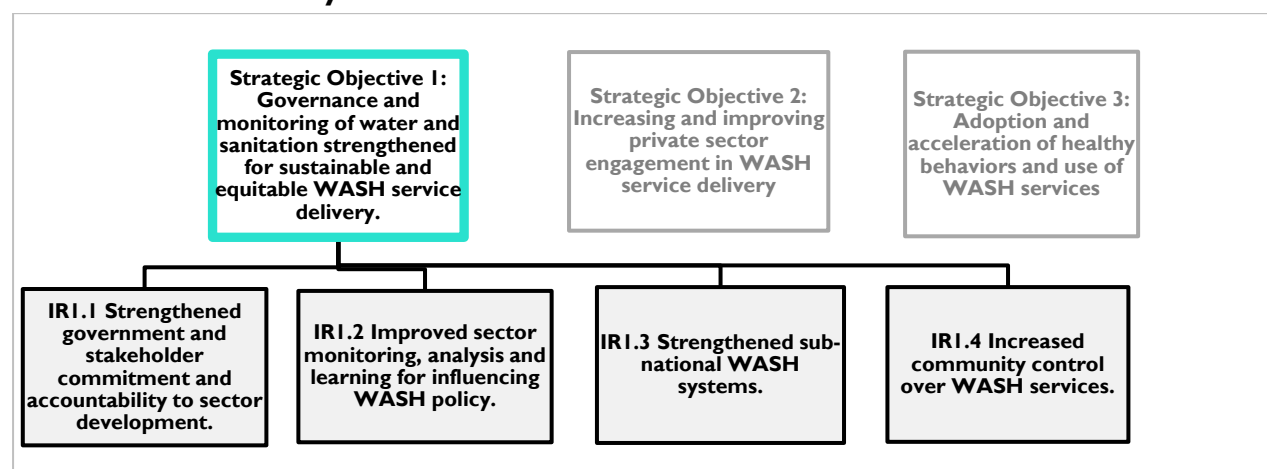 Strategic Objective 1:
Governance and
monitoring of water and
sanitation strengthened
for sustainable and
equitable WASH service
delivery.
Strategic Objective 2:
Increasing and improving
private sector
engagement in WASH
service delivery
Strategic Objective 3:
Adoption and
acceleration of healthy
behaviors and use of
WASH services
IR1.1 Strengthened
government and
stakeholder
commitment and
accountability to sector
development.
IR1.2 Improved sector
monitoring, analysis and
learning for influencing
WASH policy.
IR1.3 Strengthened sub-
national WASH
systems.
IR1.4 Increased
community control
over WASH services.